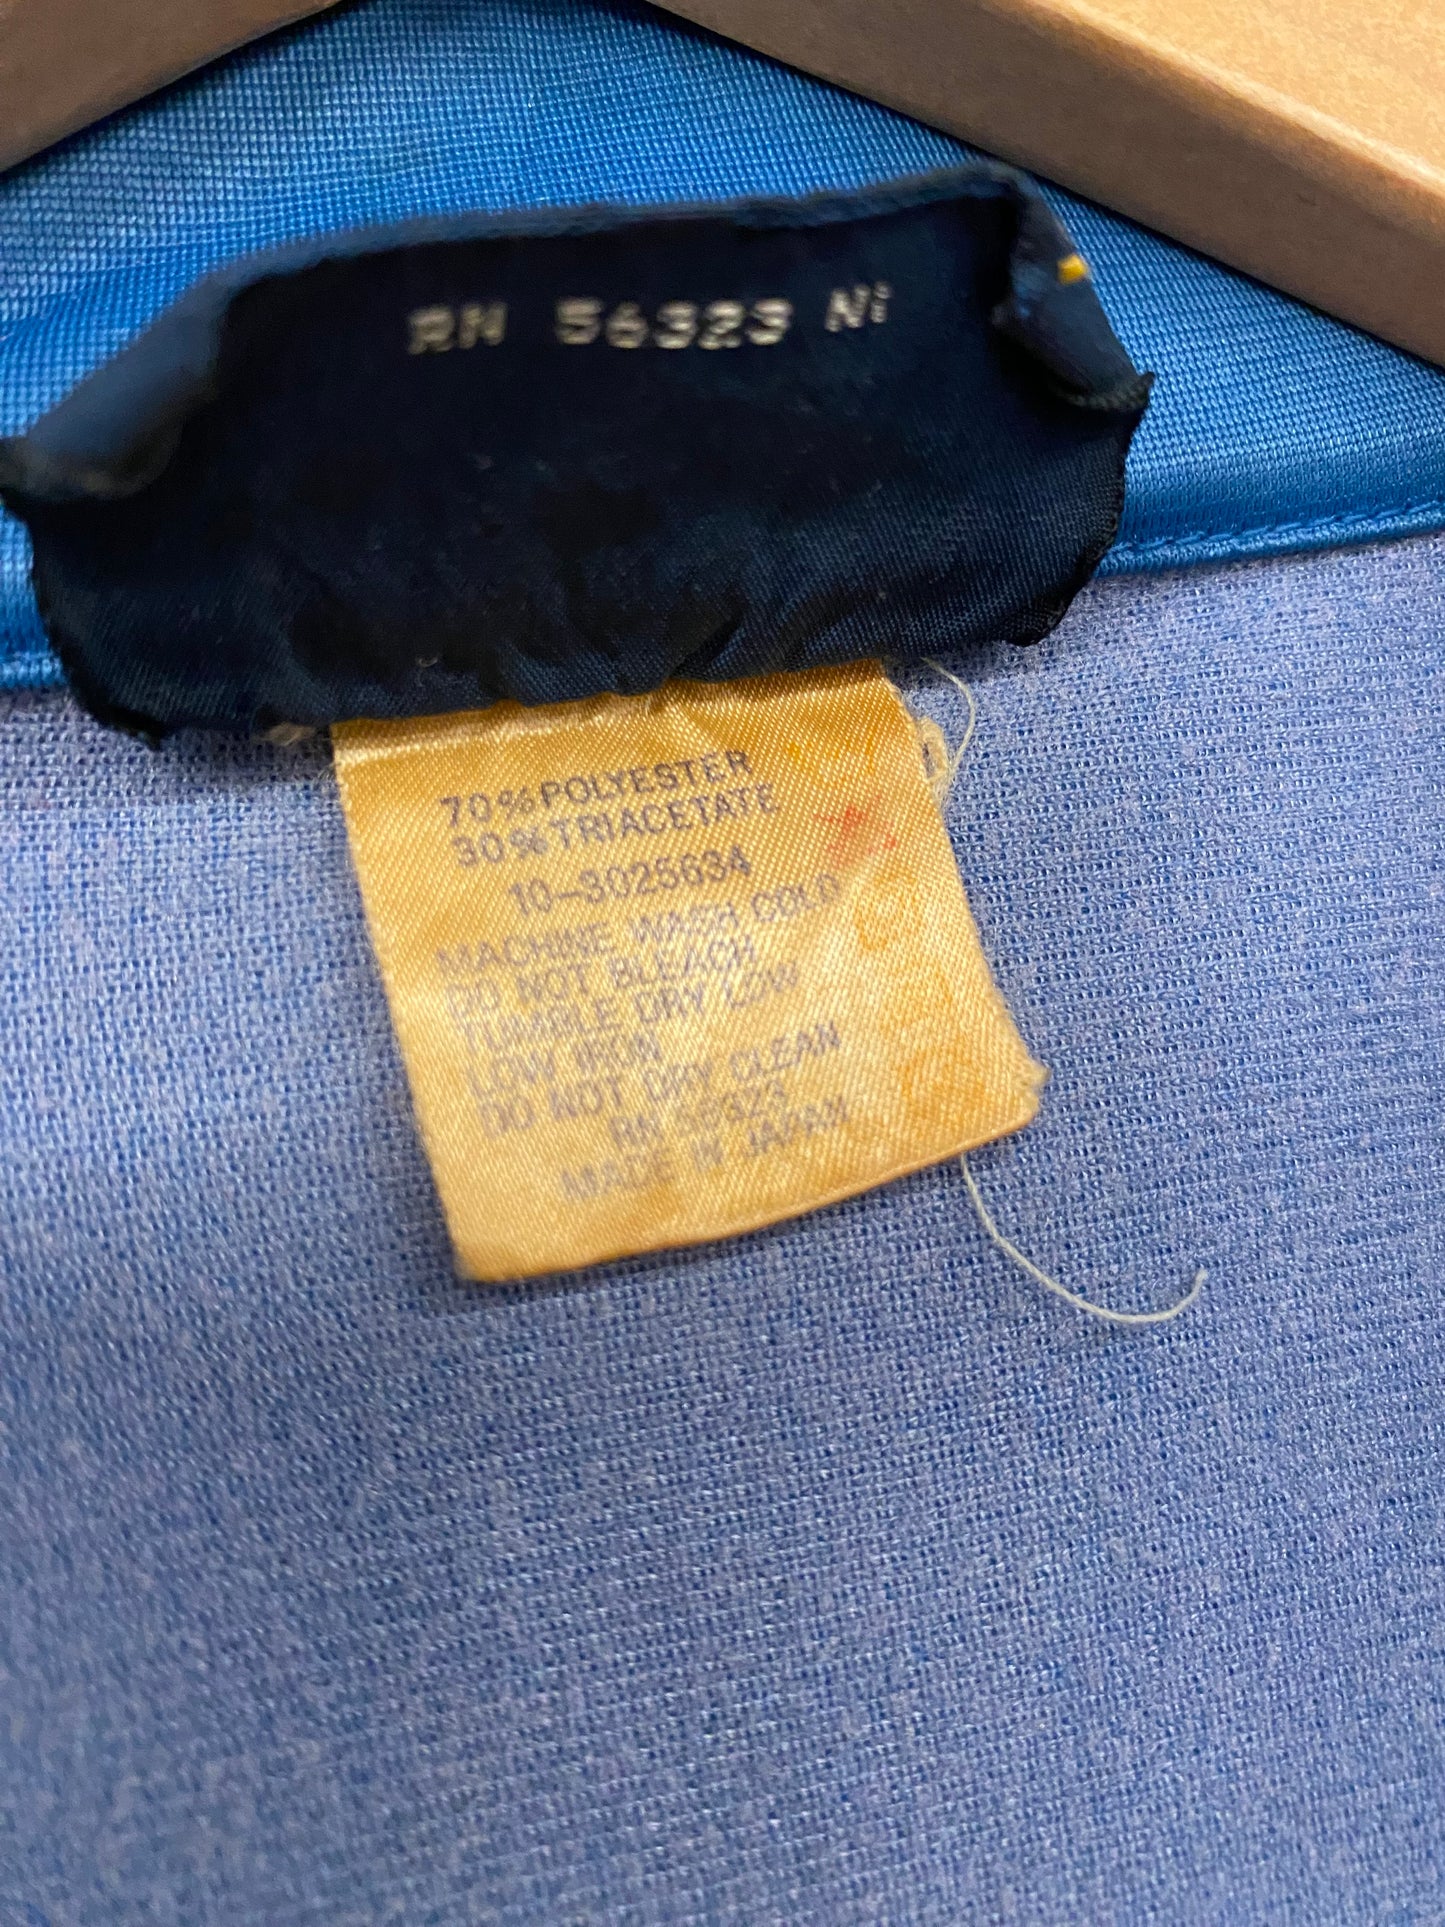 RN 56323
70% POLYESTER
30% TRIACETATE
10-3025634
MACHINE WASH COLD
DO NOT BLEACH
TUMBLE DRY LOW
LOW IRON
DO NOT DRY CLEAN
RN 56323
MADE IN JAPAN